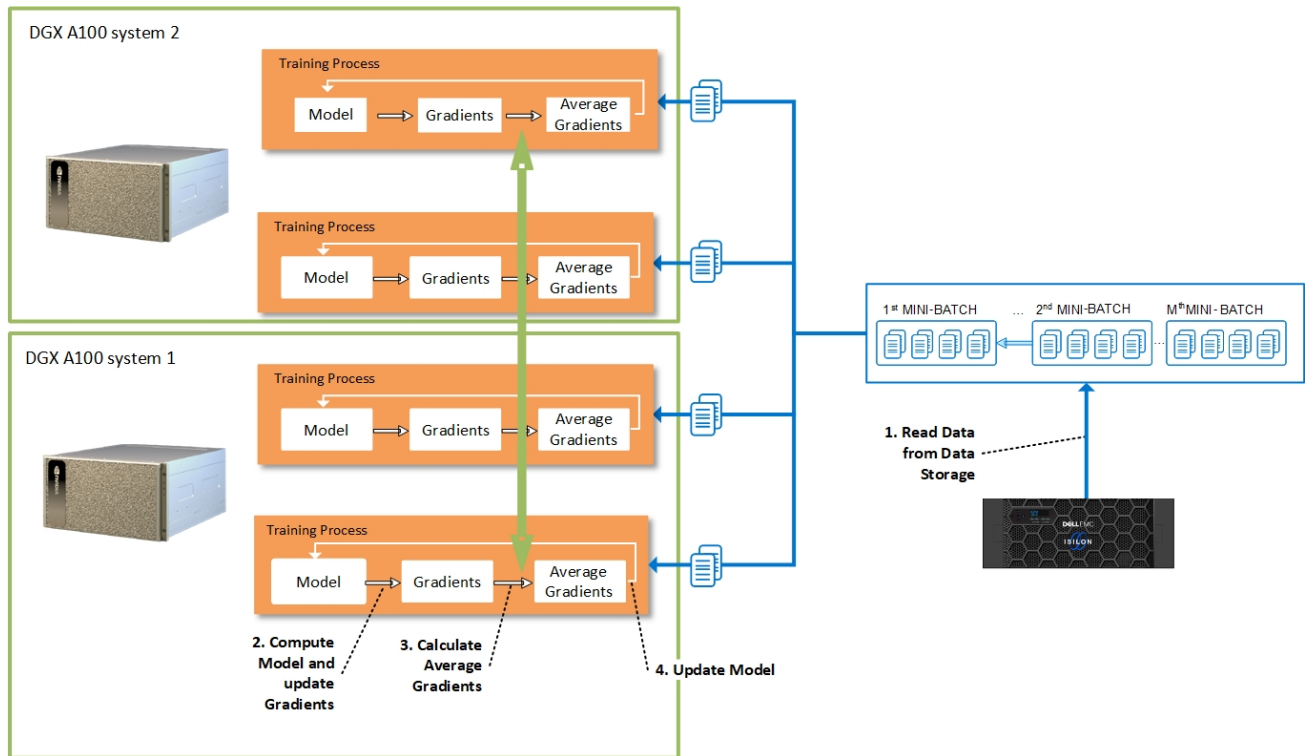 DGX A100 system 2
Training Process
Model
Gradients
Average
Gradients
Training Process
Model
Gradients
Average
Gradients
DGX A100 system 1
Training Process
Model
Gradients
Average
Gradients
Training Process
Model
Gradients
Average
Gradients
2. Compute
Model and
update
Gradients
3. Calculate
Average
Gradients
4. Update Model
1st MINI-BATCH ... 2nd MINI-BATCH Mth MINI-BATCH
...
1. Read Data
from Data
Storage
DELLEMC
ISILON